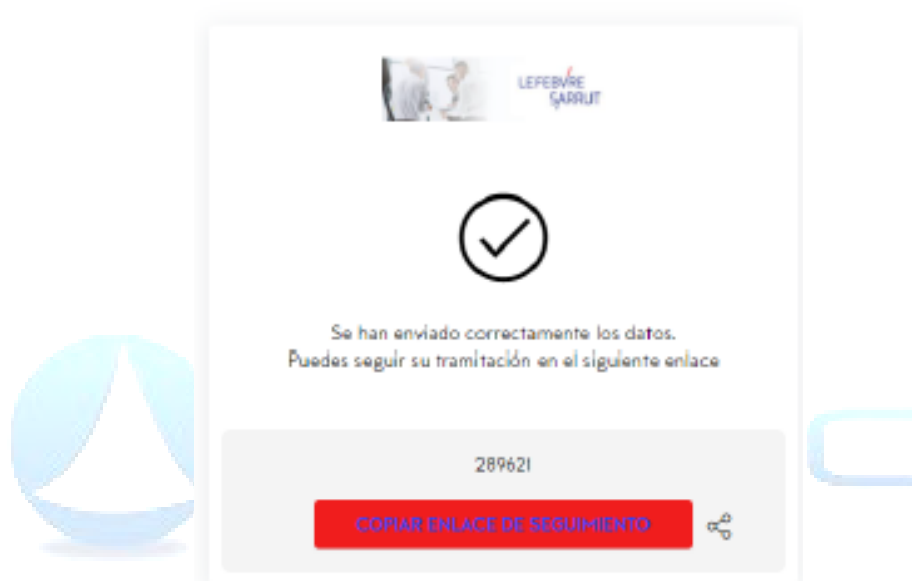 LEFEBVRE
SARRUT
Se han enviado correctamente los datos.
Puedes seguir su tramitación en el siguiente enlace
289621
COPIAR ENLACE DE SEGUIMIENTO